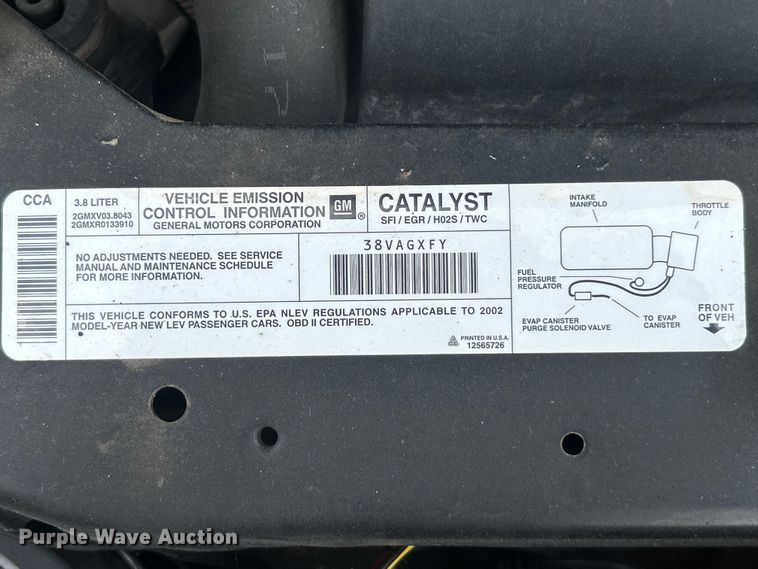 CCA
3.8 LITER
2GMXV03.8043
2GMXR0133910
VEHICLE EMISSION
CONTROL INFORMATION
GENERAL MOTORS CORPORATION
GM
CATALYST
SFI / EGR / H02S / TWC
NO ADJUSTMENTS NEEDED. SEE SERVICE
MANUAL AND MAINTENANCE SCHEDULE
FOR MORE INFORMATION.
38VAGXFY
THIS VEHICLE CONFORMS TO U.S. EPA NLEV REGULATIONS APPLICABLE TO 2002
MODEL-YEAR NEW LEV PASSENGER CARS. OBD II CERTIFIED.
PRINTED IN U.S.A.
12565726
INTAKE
MANIFOLD
THROTTLE
BODY
FUEL
PRESSURE
REGULATOR
EVAP CANISTER
PURGE SOLENOID VALVE
TO EVAP
CANISTER
FRONT
OF VEH
Purple Wave Auction